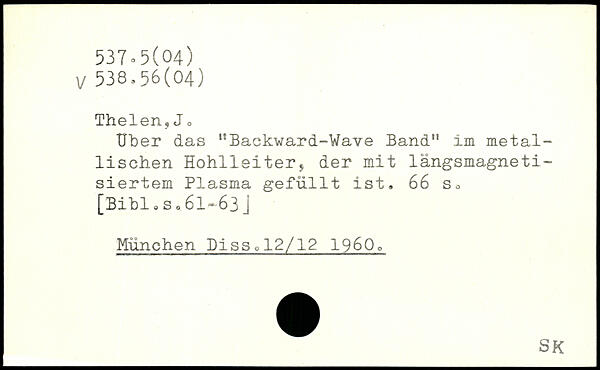 537.5(04)
V 538.56(04)
Thelen,J.
Über das "Backward-Wave Band" im metal-
lischen Hohlleiter, der mit längsmagneti-
siertem Plasma gefüllt ist. 66 s.
[Bibl.s.61-63]
München Diss.12/12 1960.
SK